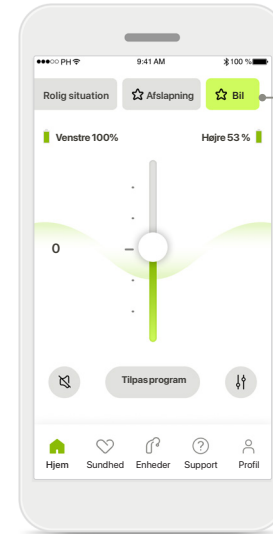 PH 9:41 AM 100 %
Rolig situation Afslapning Bil
Venstre 100% Højre 53 %
0
Tilpas program
Hjem Sundhed Enheder Support Profil